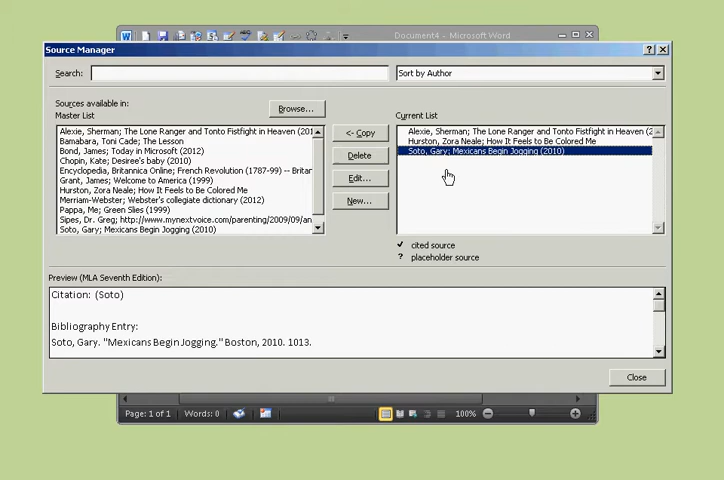 Document4 - Microsoft Word
Source Manager
Search:
Sort by Author
Sources available in:
Master List
Browse...
Current List
Alexie, Sherman; The Lone Ranger and Tonto Fistfight in Heaven (201
Bamabara, Toni Cade; The Lesson
Bond, James; Today in Microsoft (2012)
Chopin, Kate; Desiree's baby (2010)
Encyclopedia, Britannica Online; French Revolution (1787-99) -- Britan
Grant, James; Welcome to America (1999)
Hurston, Zora Neale; How It Feels to Be Colored Me
Merriam-Webster; Webster's collegiate dictionary (2012)
Pappa, Me; Green Slies (1999)
Sipes, Dr. Greg; http://www.mynextvoice.com/parenting/2009/09/an
Soto, Gary; Mexicans Begin Jogging (2010)
<- Copy
Delete
Edit...
New...
Alexie, Sherman; The Lone Ranger and Tonto Fistfight in Heaven (2
Hurston, Zora Neale; How It Feels to Be Colored Me
Soto, Gary; Mexicans Begin Jogging (2010)
✓ cited source
? placeholder source
Preview (MLA Seventh Edition):
Citation: (Soto)
Bibliography Entry:
Soto, Gary. "Mexicans Begin Jogging." Boston, 2010. 1013.
Close
Page: 1 of 1
Words: 0
100%